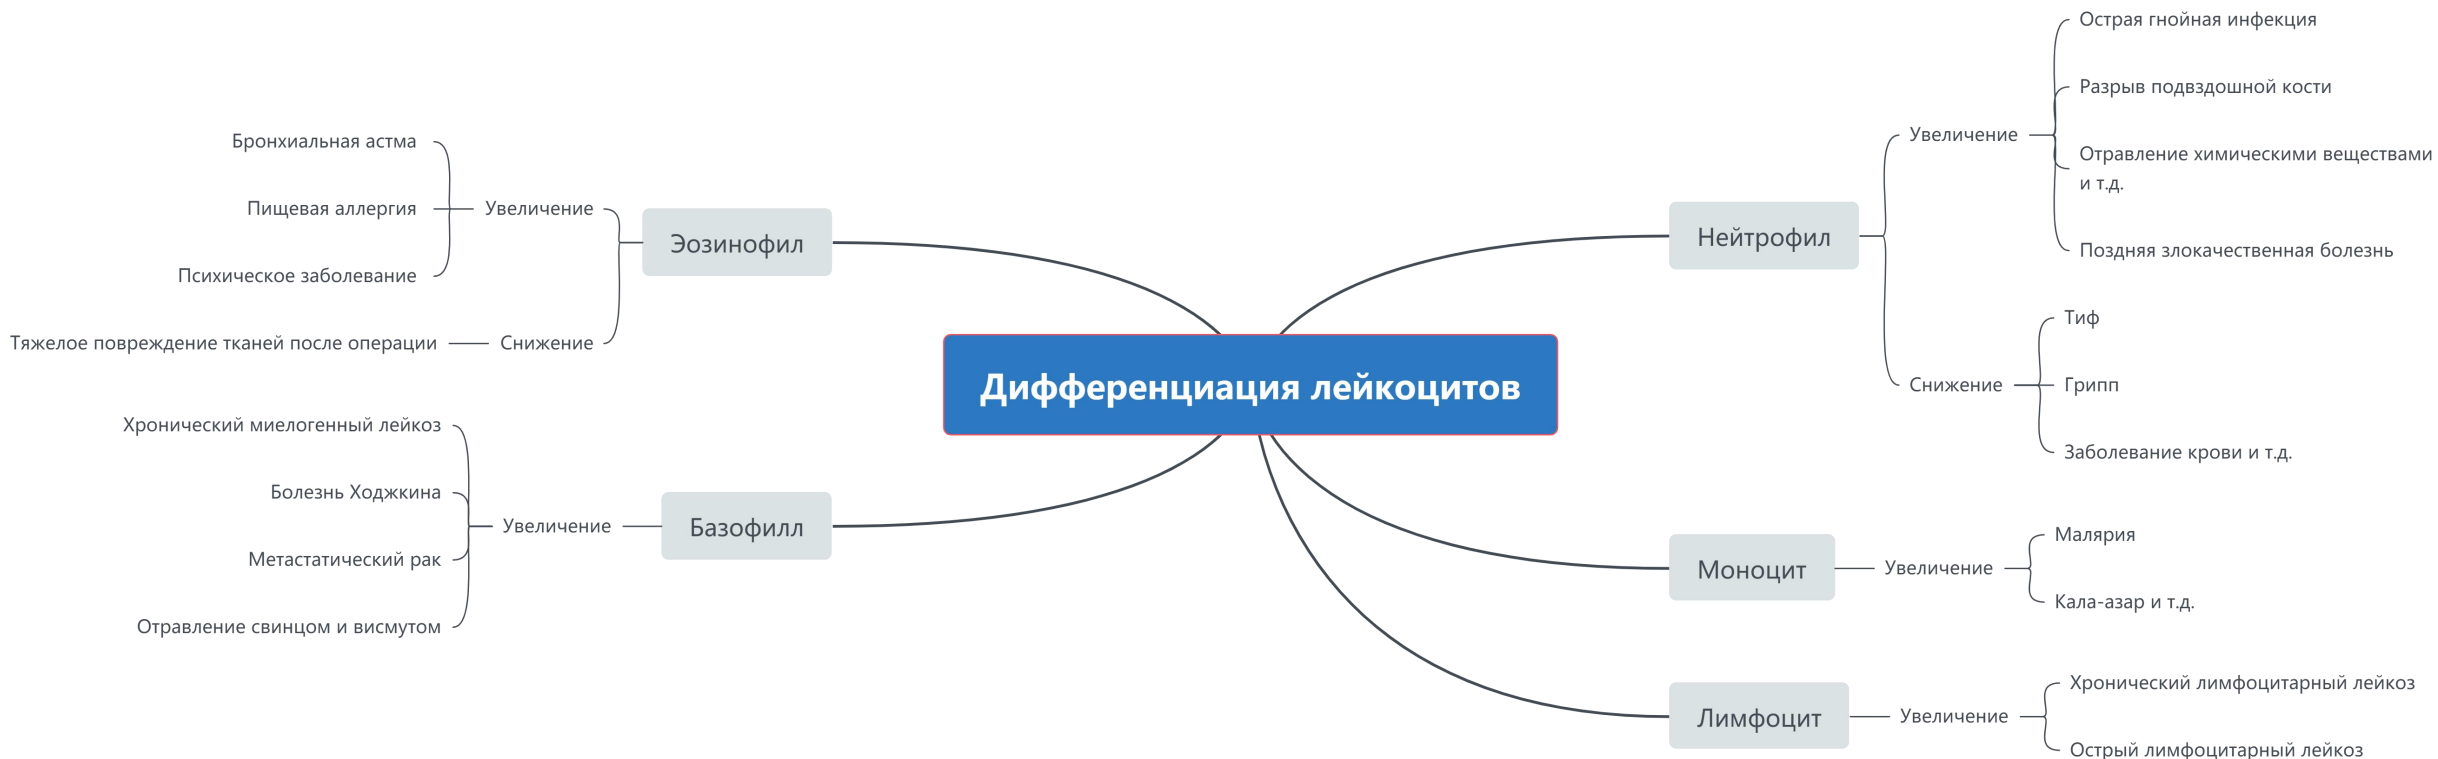 Дифференциация лейкоцитов
Нейтрофил
Увеличение
Острая гнойная инфекция
Разрыв подвздошной кости
Отравление химическими веществами
и т.д.
Поздняя злокачественная болезнь
Снижение
Тиф
Грипп
Заболевание крови и т.д.
Моноцит
Увеличение
Малярия
Кала-азар и т.д.
Лимфоцит
Увеличение
Хронический лимфоцитарный лейкоз
Острый лимфоцитарный лейкоз
Эозинофил
Увеличение
Бронхиальная астма
Пищевая аллергия
Психическое заболевание
Снижение
Тяжелое повреждение тканей после операции
Базофилл
Увеличение
Хронический миелогенный лейкоз
Болезнь Ходжкина
Метастатический рак
Отравление свинцом и висмутом